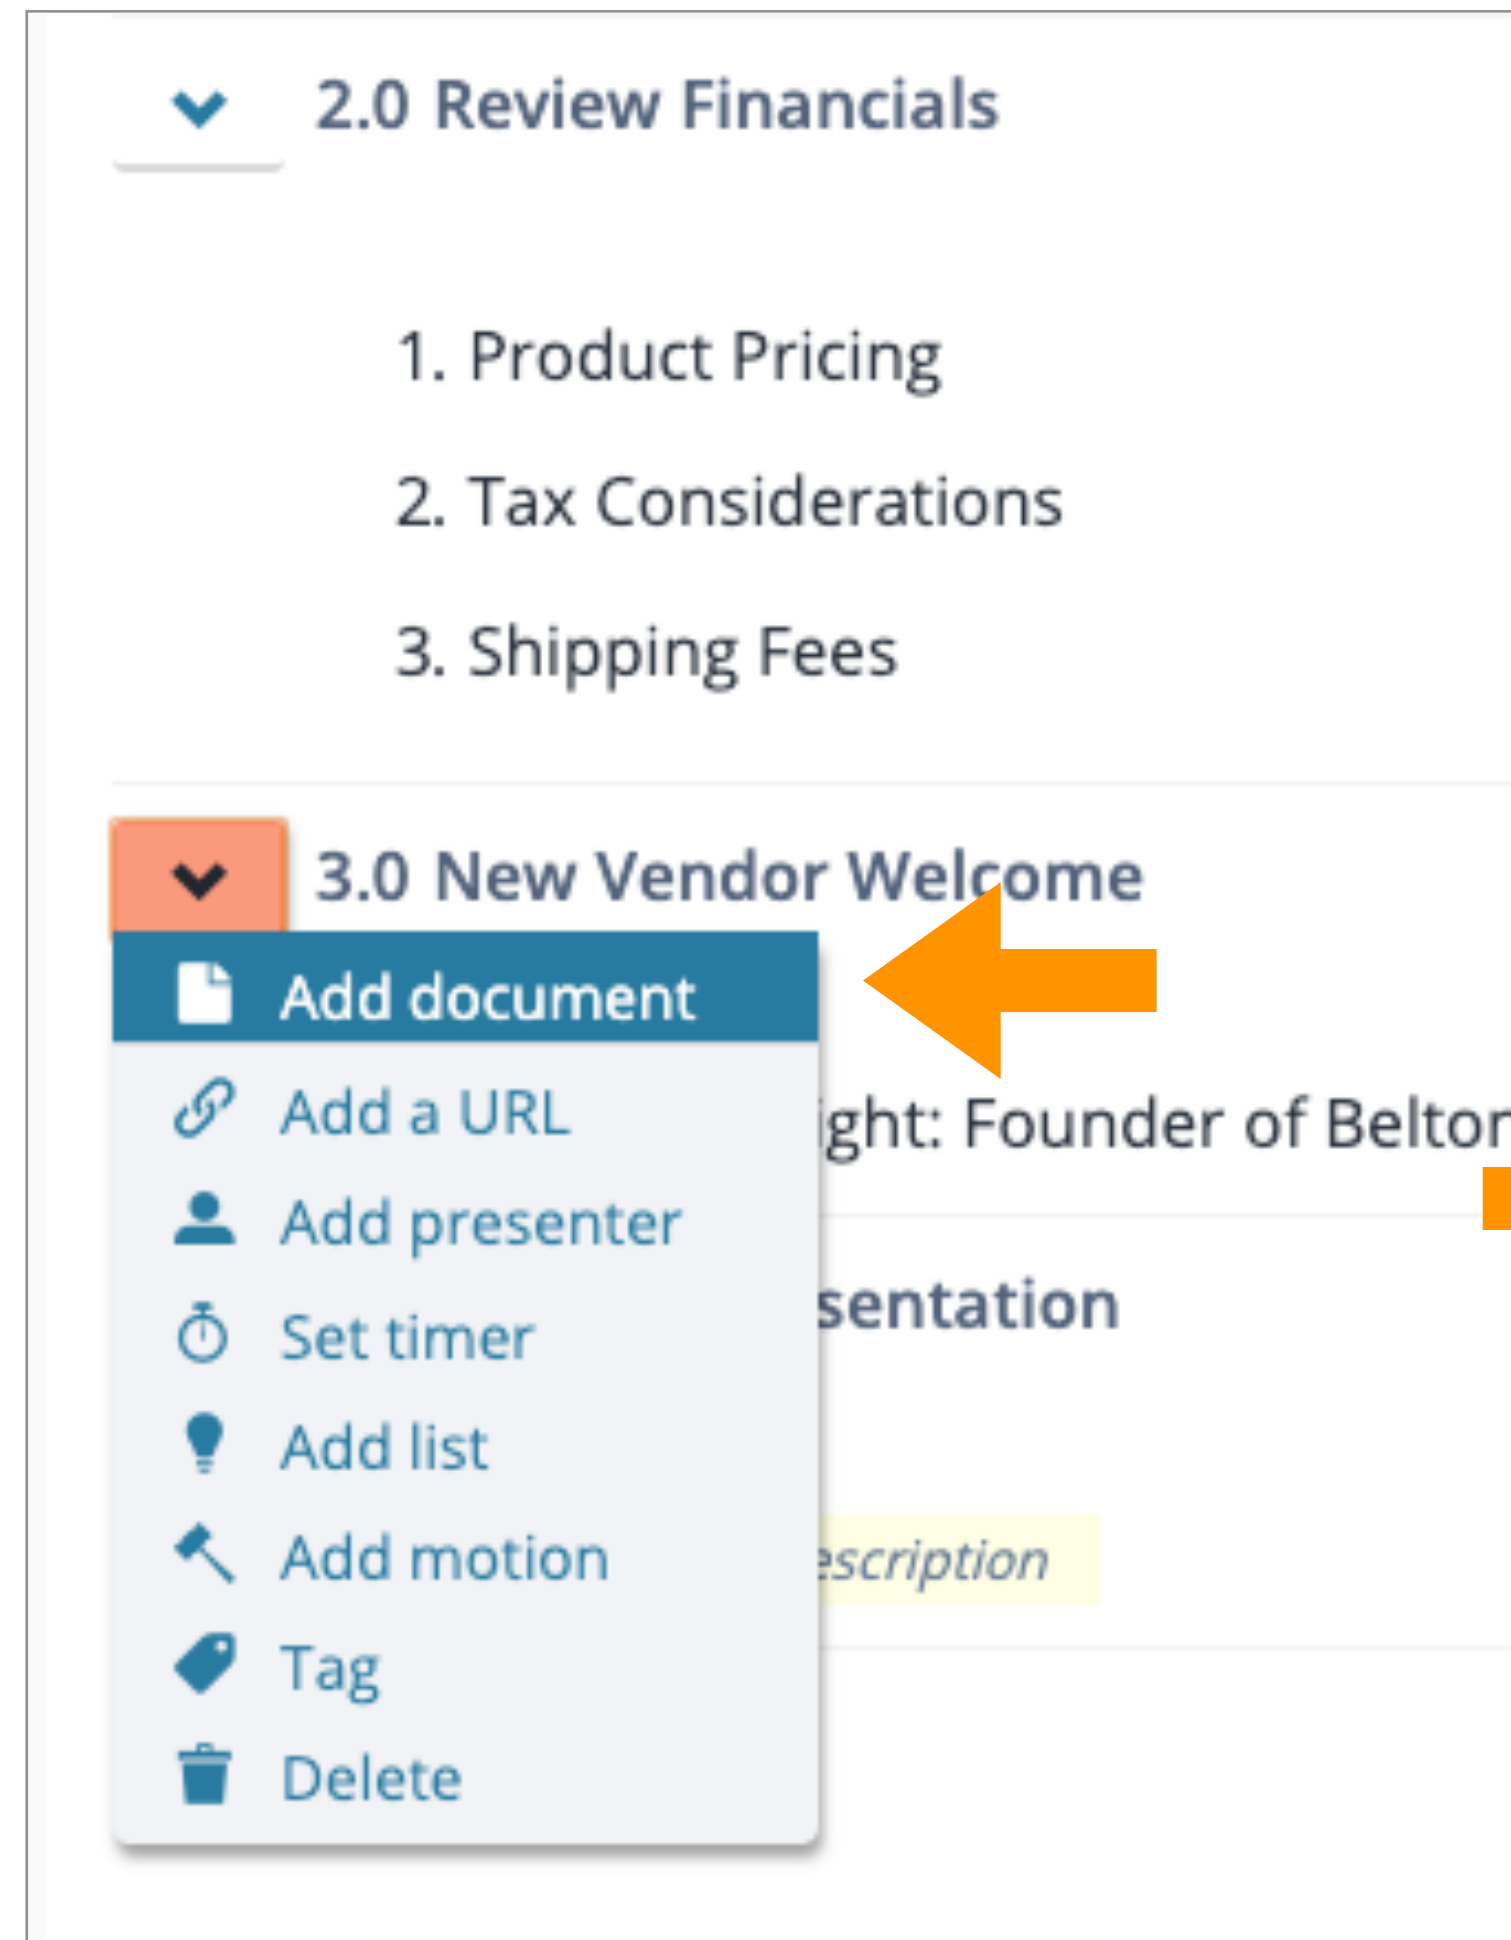 2.0 Review Financials
1. Product Pricing
2. Tax Considerations
3. Shipping Fees
3.0 New Vendor Welcome
Add document
Add a URL
ight: Founder of Belton
Add presenter
sentation
Set timer
Add list
Add motion
escription
Tag
Delete